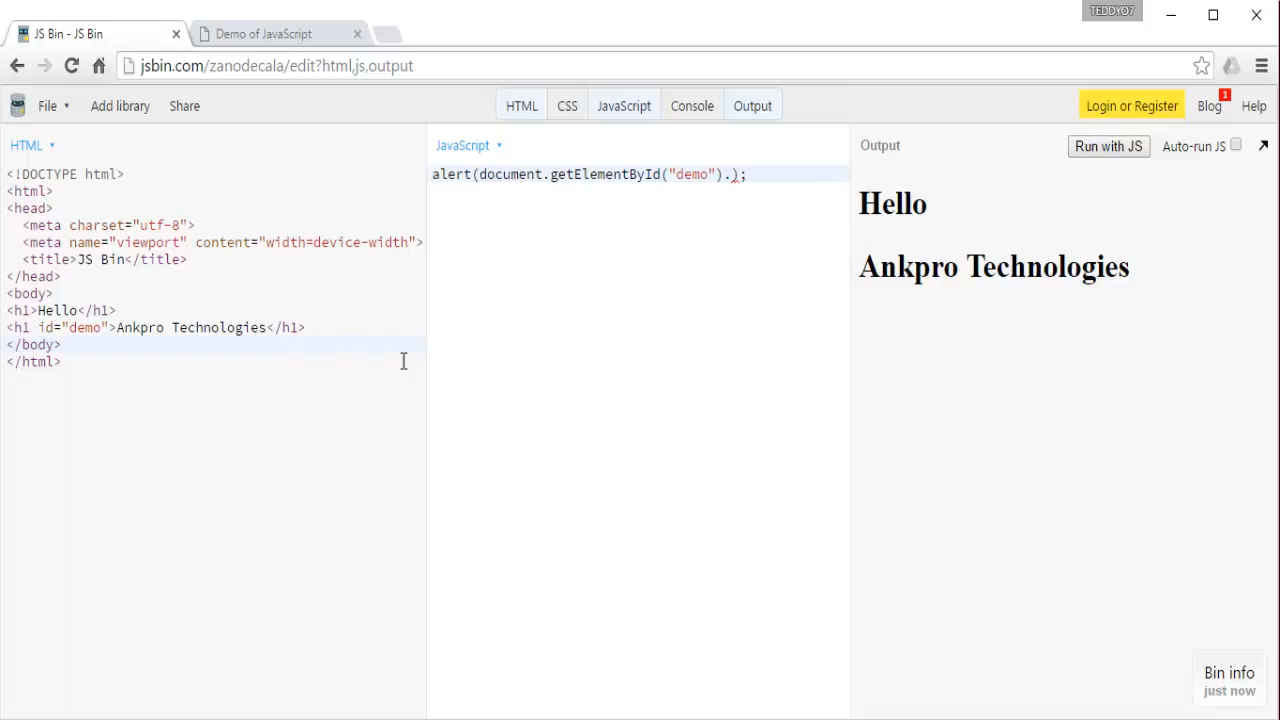 TEDDYO7
JS Bin - JS Bin
Demo of JavaScript
jsbin.com/zanodecala/edit?html,js,output
File
Add library
Share
HTML
CSS
JavaScript
Console
Output
Login or Register
Blog
1
Help
HTML
<!DOCTYPE html>
<html>
<head>
<meta charset="utf-8">
<meta name="viewport" content="width=device-width">
<title>JS Bin</title>
</head>
<body>
<h1>Hello</h1>
<h1 id="demo">Ankpro Technologies</h1>
</body>
</html>
JavaScript
alert(document.getElementById("demo").);
Output
Run with JS
Auto-run JS
Hello
Ankpro Technologies
Bin info
just now